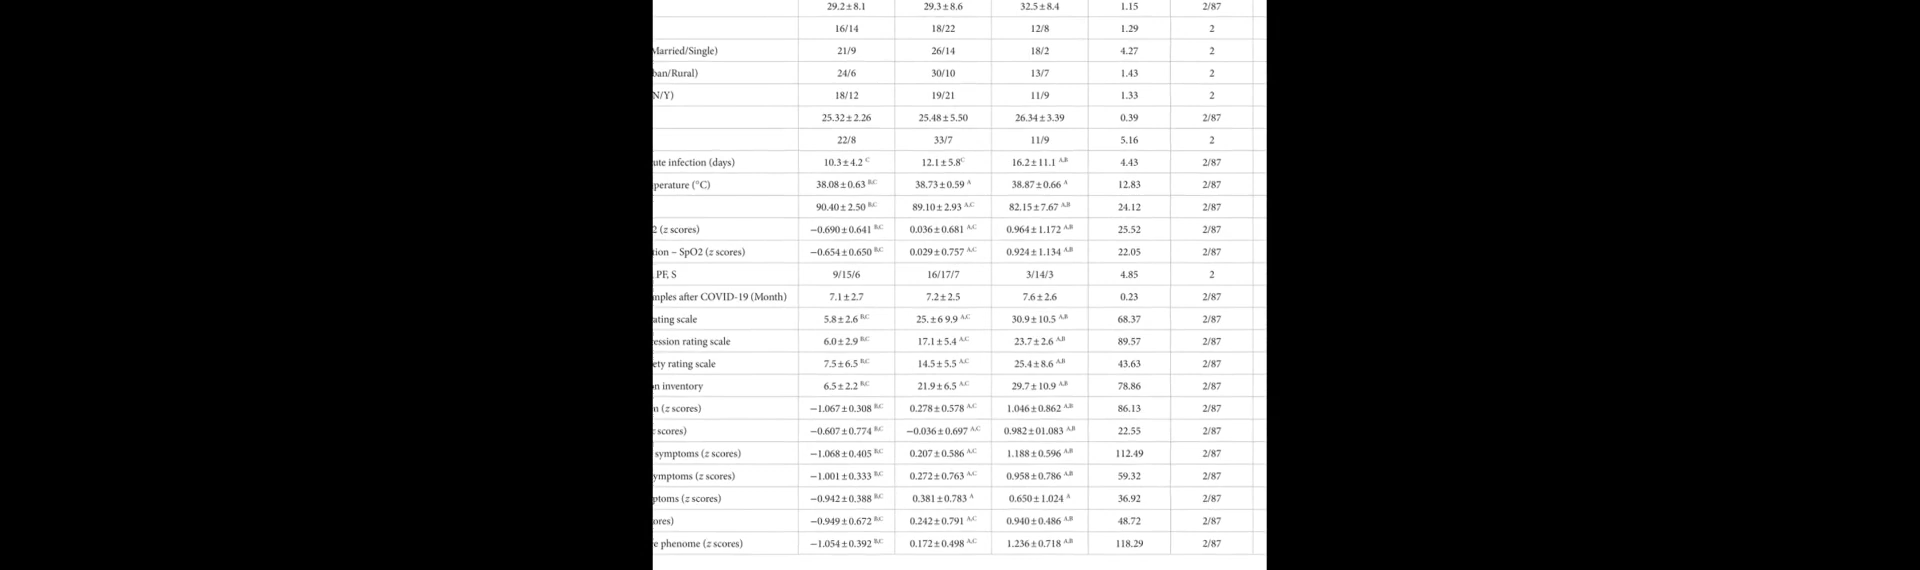 29.2±8.1 29.3±8.6 32.5±8.4 1.15 2/87
16/14 18/22 12/8 1.29 2
Married/Single) 21/9 26/14 18/2 4.27 2
ban/Rural) 24/6 30/10 13/7 1.43 2
N/Y) 18/12 19/21 11/9 1.33 2
25.32±2.26 25.48±5.50 26.34±3.39 0.39 2/87
22/8 33/7 11/9 5.16 2
ute infection (days) 10.3±4.2 C 12.1±5.8C 16.2±11.1 A,B 4.43 2/87
perature (°C) 38.08±0.63 B,C 38.73±0.59 A 38.87±0.66 A 12.83 2/87
90.40±2.50 B,C 89.10±2.93 A,C 82.15±7.67 A,B 24.12 2/87
2 (z scores) −0.690±0.641 B,C 0.036±0.681 A,C 0.964±1.172 A,B 25.52 2/87
tion – SpO2 (z scores) −0.654±0.650 B,C 0.029±0.757 A,C 0.924±1.134 A,B 22.05 2/87
PF, S 9/15/6 16/17/7 3/14/3 4.85 2
mples after COVID-19 (Month) 7.1±2.7 7.2±2.5 7.6±2.6 0.23 2/87
ating scale 5.8±2.6 B,C 25.±6 9.9 A,C 30.9±10.5 A,B 68.37 2/87
ession rating scale 6.0±2.9 B,C 17.1±5.4 A,C 23.7±2.6 A,B 89.57 2/87
ety rating scale 7.5±6.5 B,C 14.5±5.5 A,C 25.4±8.6 A,B 43.63 2/87
n inventory 6.5±2.2 B,C 21.9±6.5 A,C 29.7±10.9 A,B 78.86 2/87
n (z scores) −1.067±0.308 B,C 0.278±0.578 A,C 1.046±0.862 A,B 86.13 2/87
z scores) −0.607±0.774 B,C −0.036±0.697 A,C 0.982±01.083 A,B 22.55 2/87
symptoms (z scores) −1.068±0.405 B,C 0.207±0.586 A,C 1.188±0.596 A,B 112.49 2/87
ymptoms (z scores) −1.001±0.333 B,C 0.272±0.763 A,C 0.958±0.786 A,B 59.32 2/87
ptoms (z scores) −0.942±0.388 B,C 0.381±0.783 A 0.650±1.024 A 36.92 2/87
ores) −0.949±0.672 B,C 0.242±0.791 A,C 0.940±0.486 A,B 48.72 2/87
e phenome (z scores) −1.054±0.392 B,C 0.172±0.498 A,C 1.236±0.718 A,B 118.29 2/87